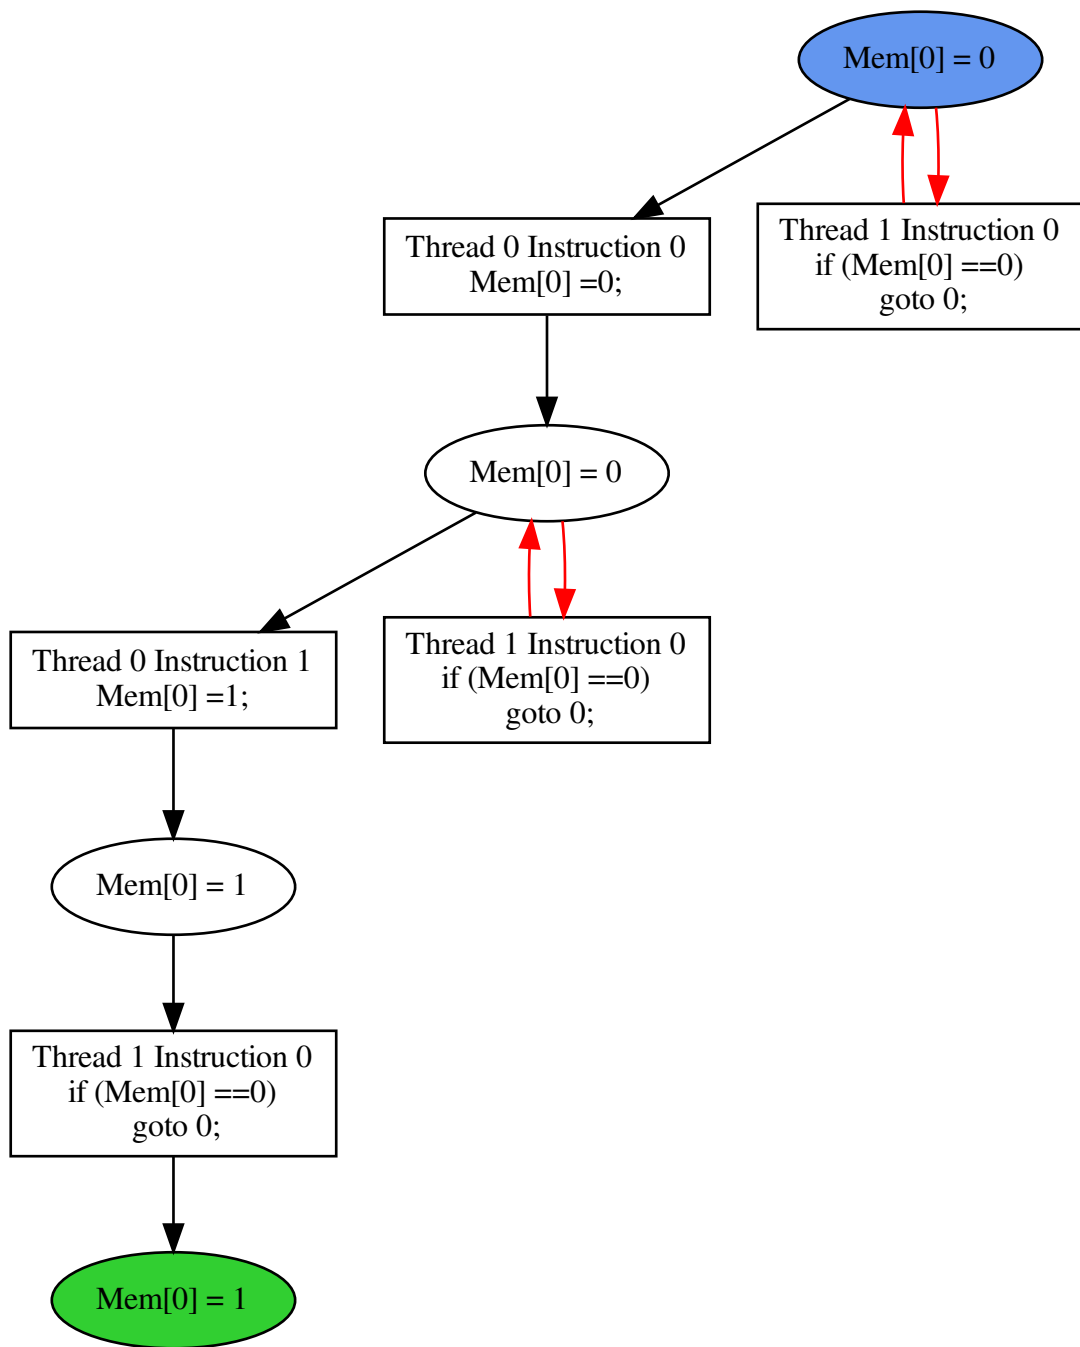 Mem[0] = 0
Thread 0 Instruction 0
Mem[0] =0;
Thread 1 Instruction 0
if (Mem[0] ==0)
goto 0;
Mem[0] = 0
Thread 0 Instruction 1
Mem[0] =1;
Thread 1 Instruction 0
if (Mem[0] ==0)
goto 0;
Mem[0] = 1
Thread 1 Instruction 0
if (Mem[0] ==0)
goto 0;
Mem[0] = 1